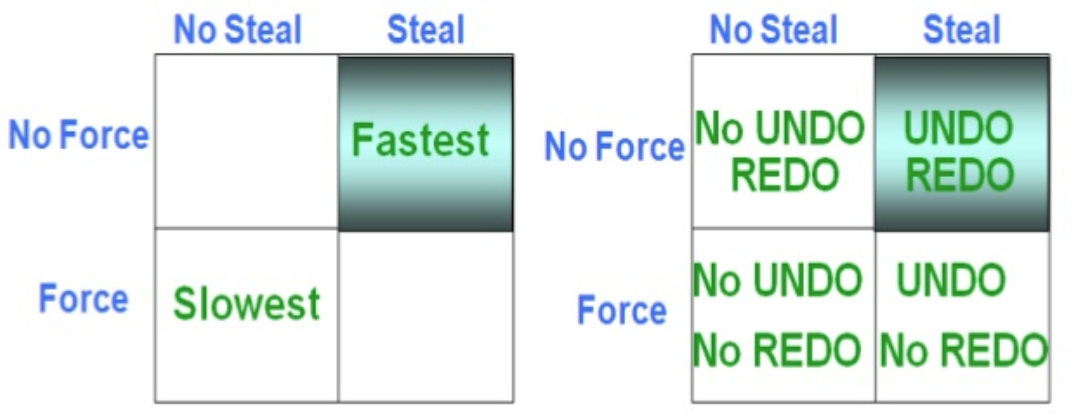 No Steal Steal
No Force
Fastest
Force
Slowest
No Steal Steal
No Force
No UNDO
REDO
UNDO
REDO
Force
No UNDO
No REDO
UNDO
No REDO